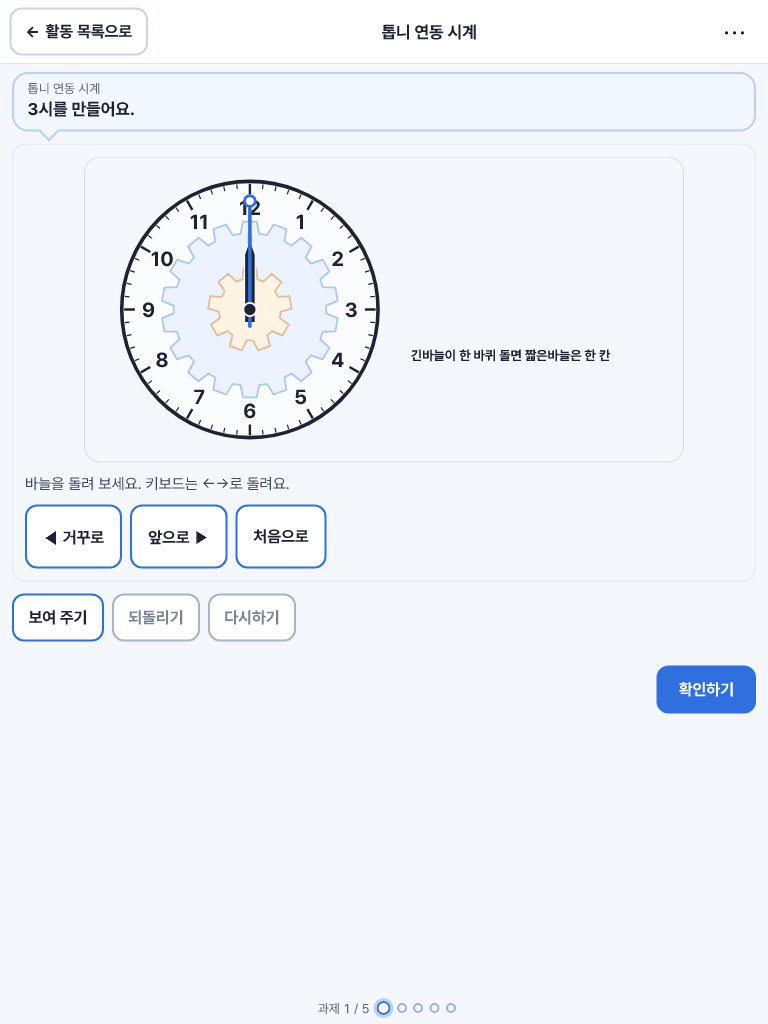 ← 활동 목록으로
톱니 연동 시계
···
톱니 연동 시계
3시를 만들어요.
12
1
2
3
4
5
6
7
8
9
10
11
긴바늘이 한 바퀴 돌면 짧은바늘은 한 칸
바늘을 돌려 보세요. 키보드는 ←→로 돌려요.
◀ 거꾸로
앞으로 ▶
처음으로
보여 주기
되돌리기
다시하기
확인하기
과제 1 / 5